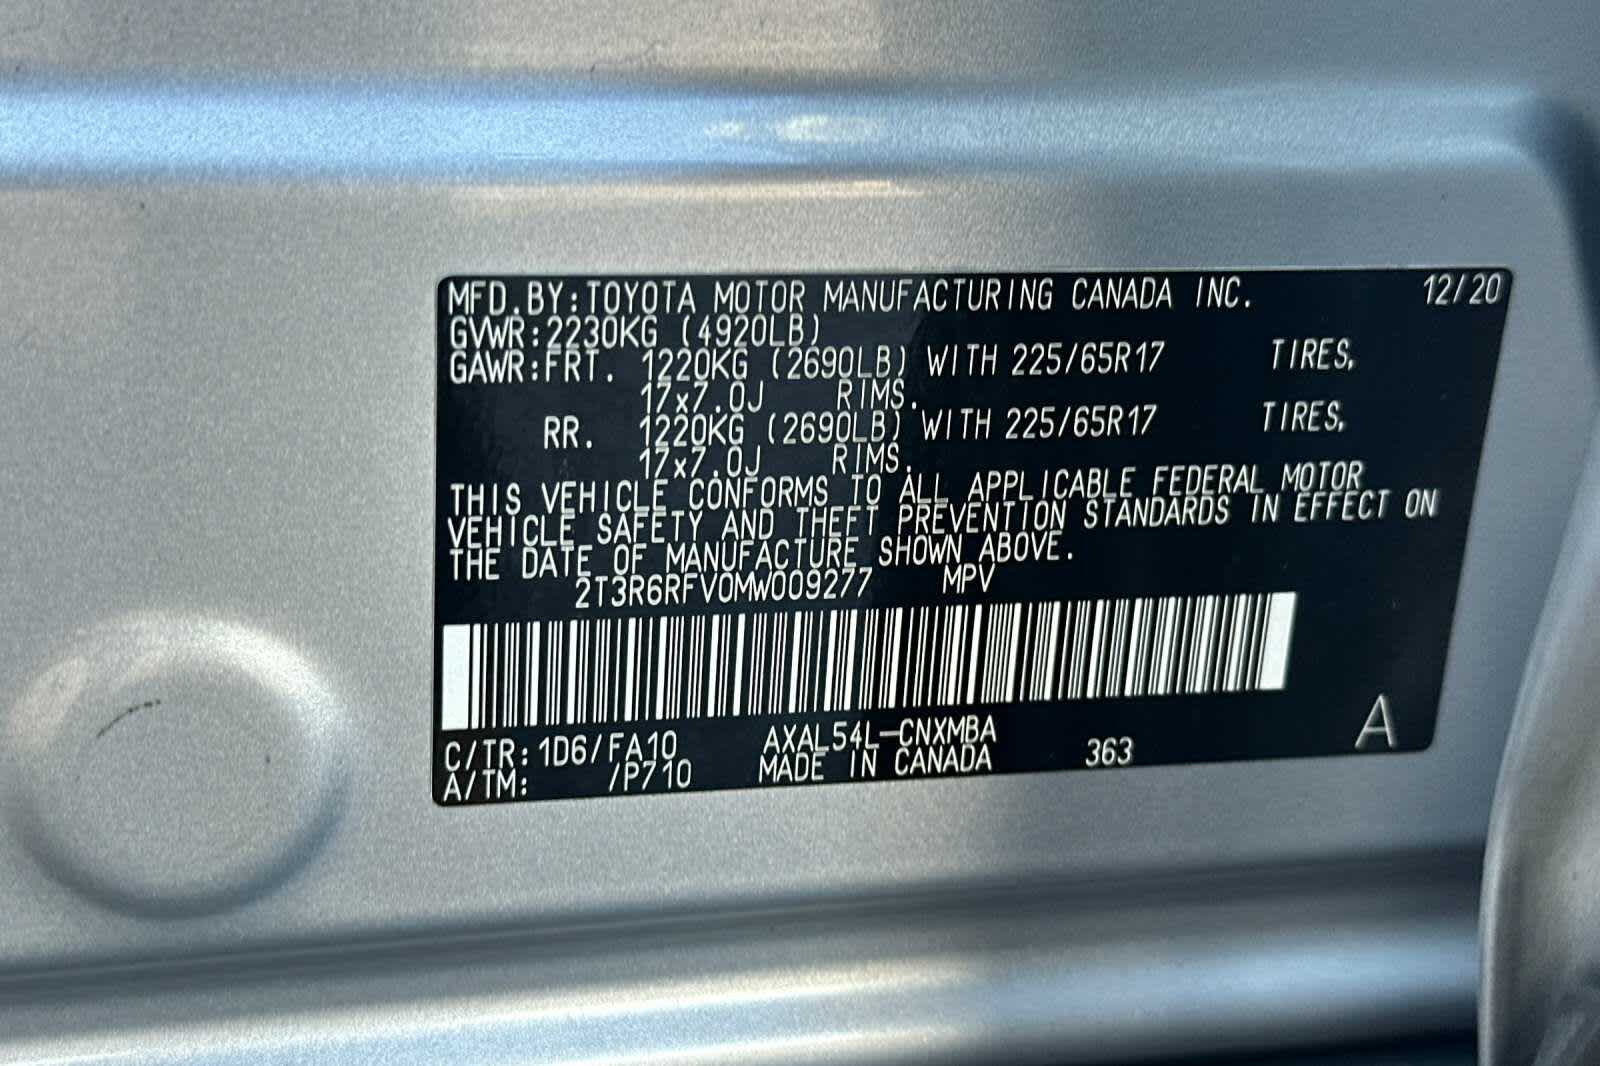 MFD.BY:TOYOTA MOTOR MANUFACTURING CANADA INC. 12/20
GVWR:2230KG (4920LB)
GAWR:FRT. 1220KG (2690LB) WITH 225/65R17 TIRES,
17x7.0J RIMS.
RR. 1220KG (2690LB) WITH 225/65R17 TIRES,
17x7.0J RIMS.
THIS VEHICLE CONFORMS TO ALL APPLICABLE FEDERAL MOTOR
VEHICLE SAFETY AND THEFT PREVENTION STANDARDS IN EFFECT ON
THE DATE OF MANUFACTURE SHOWN ABOVE.
2T3R6RFV0MW009277 MPV
C/TR:1D6/FA10 AXAL54L-CNXMBA
A/TM: /P710 MADE IN CANADA 363 A